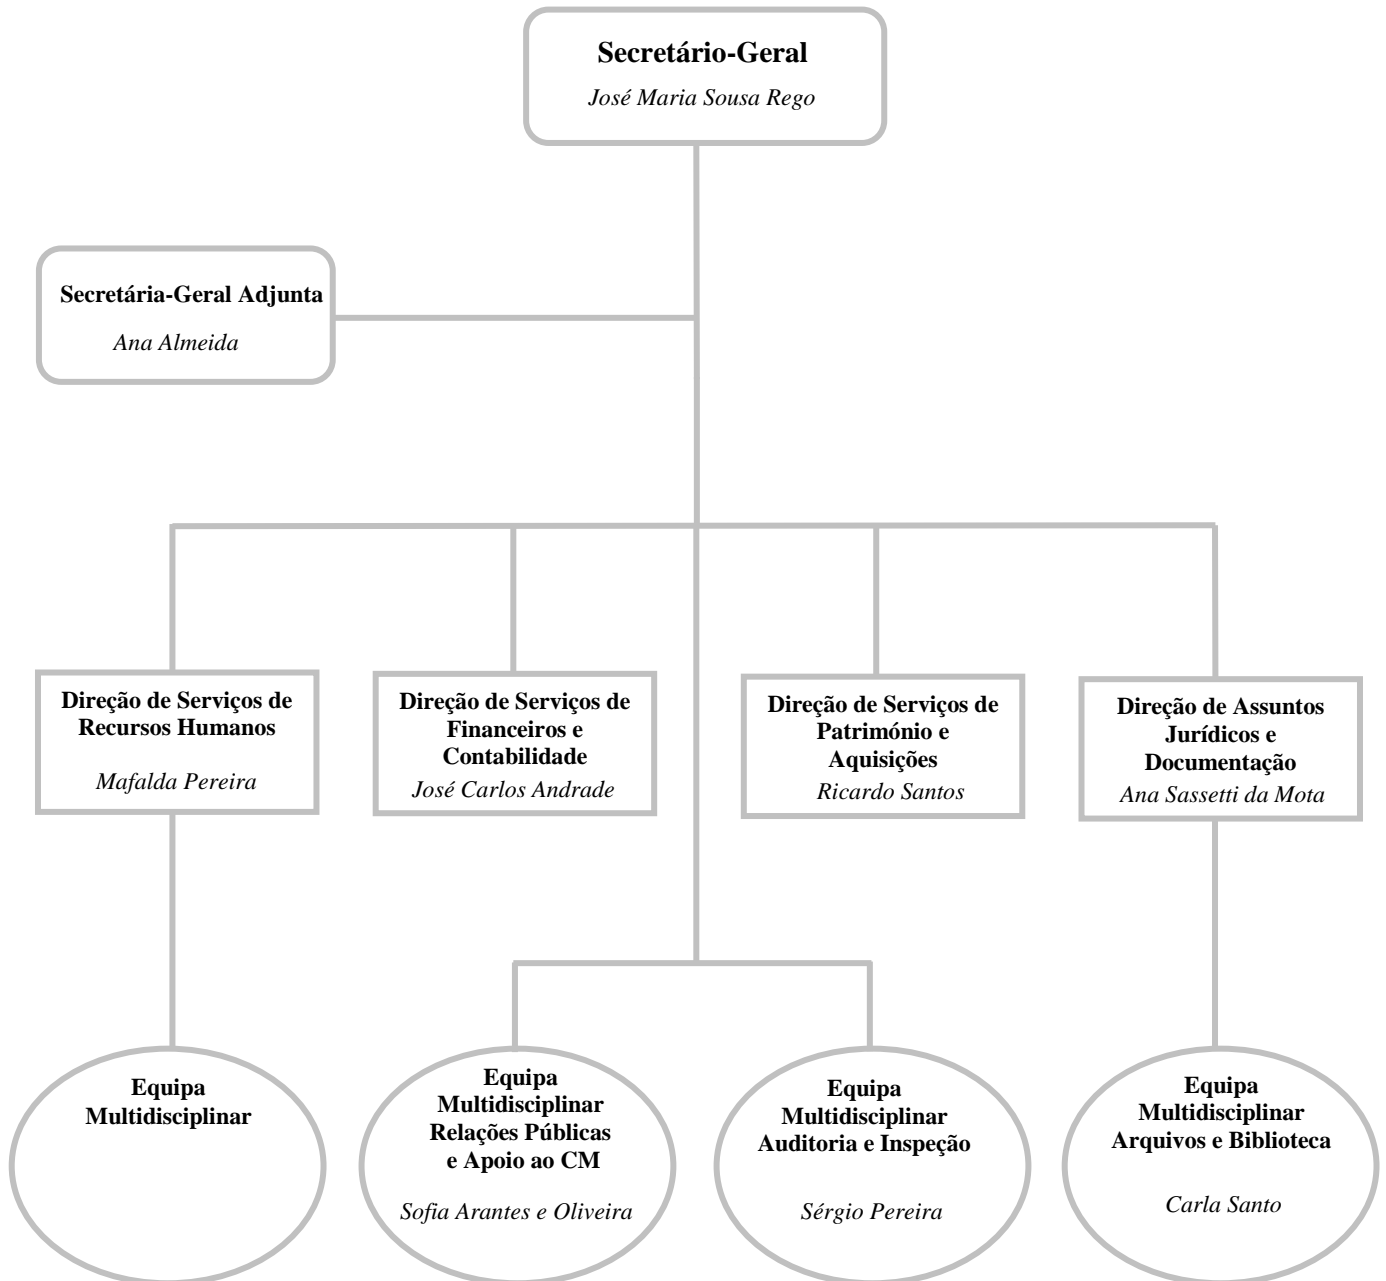 Secretário-Geral
José Maria Sousa Rego
Secretária-Geral Adjunta
Ana Almeida
Direção de Serviços de
Recursos Humanos
Mafalda Pereira
Direção de Serviços de
Financeiros e
Contabilidade
José Carlos Andrade
Direção de Serviços de
Património e
Aquisições
Ricardo Santos
Direção de Assuntos
Jurídicos e
Documentação
Ana Sassetti da Mota
Equipa
Multidisciplinar
Equipa
Multidisciplinar
Relações Públicas
e Apoio ao CM
Sofia Arantes e Oliveira
Equipa
Multidisciplinar
Auditoria e Inspeção
Sérgio Pereira
Equipa
Multidisciplinar
Arquivos e Biblioteca
Carla Santo